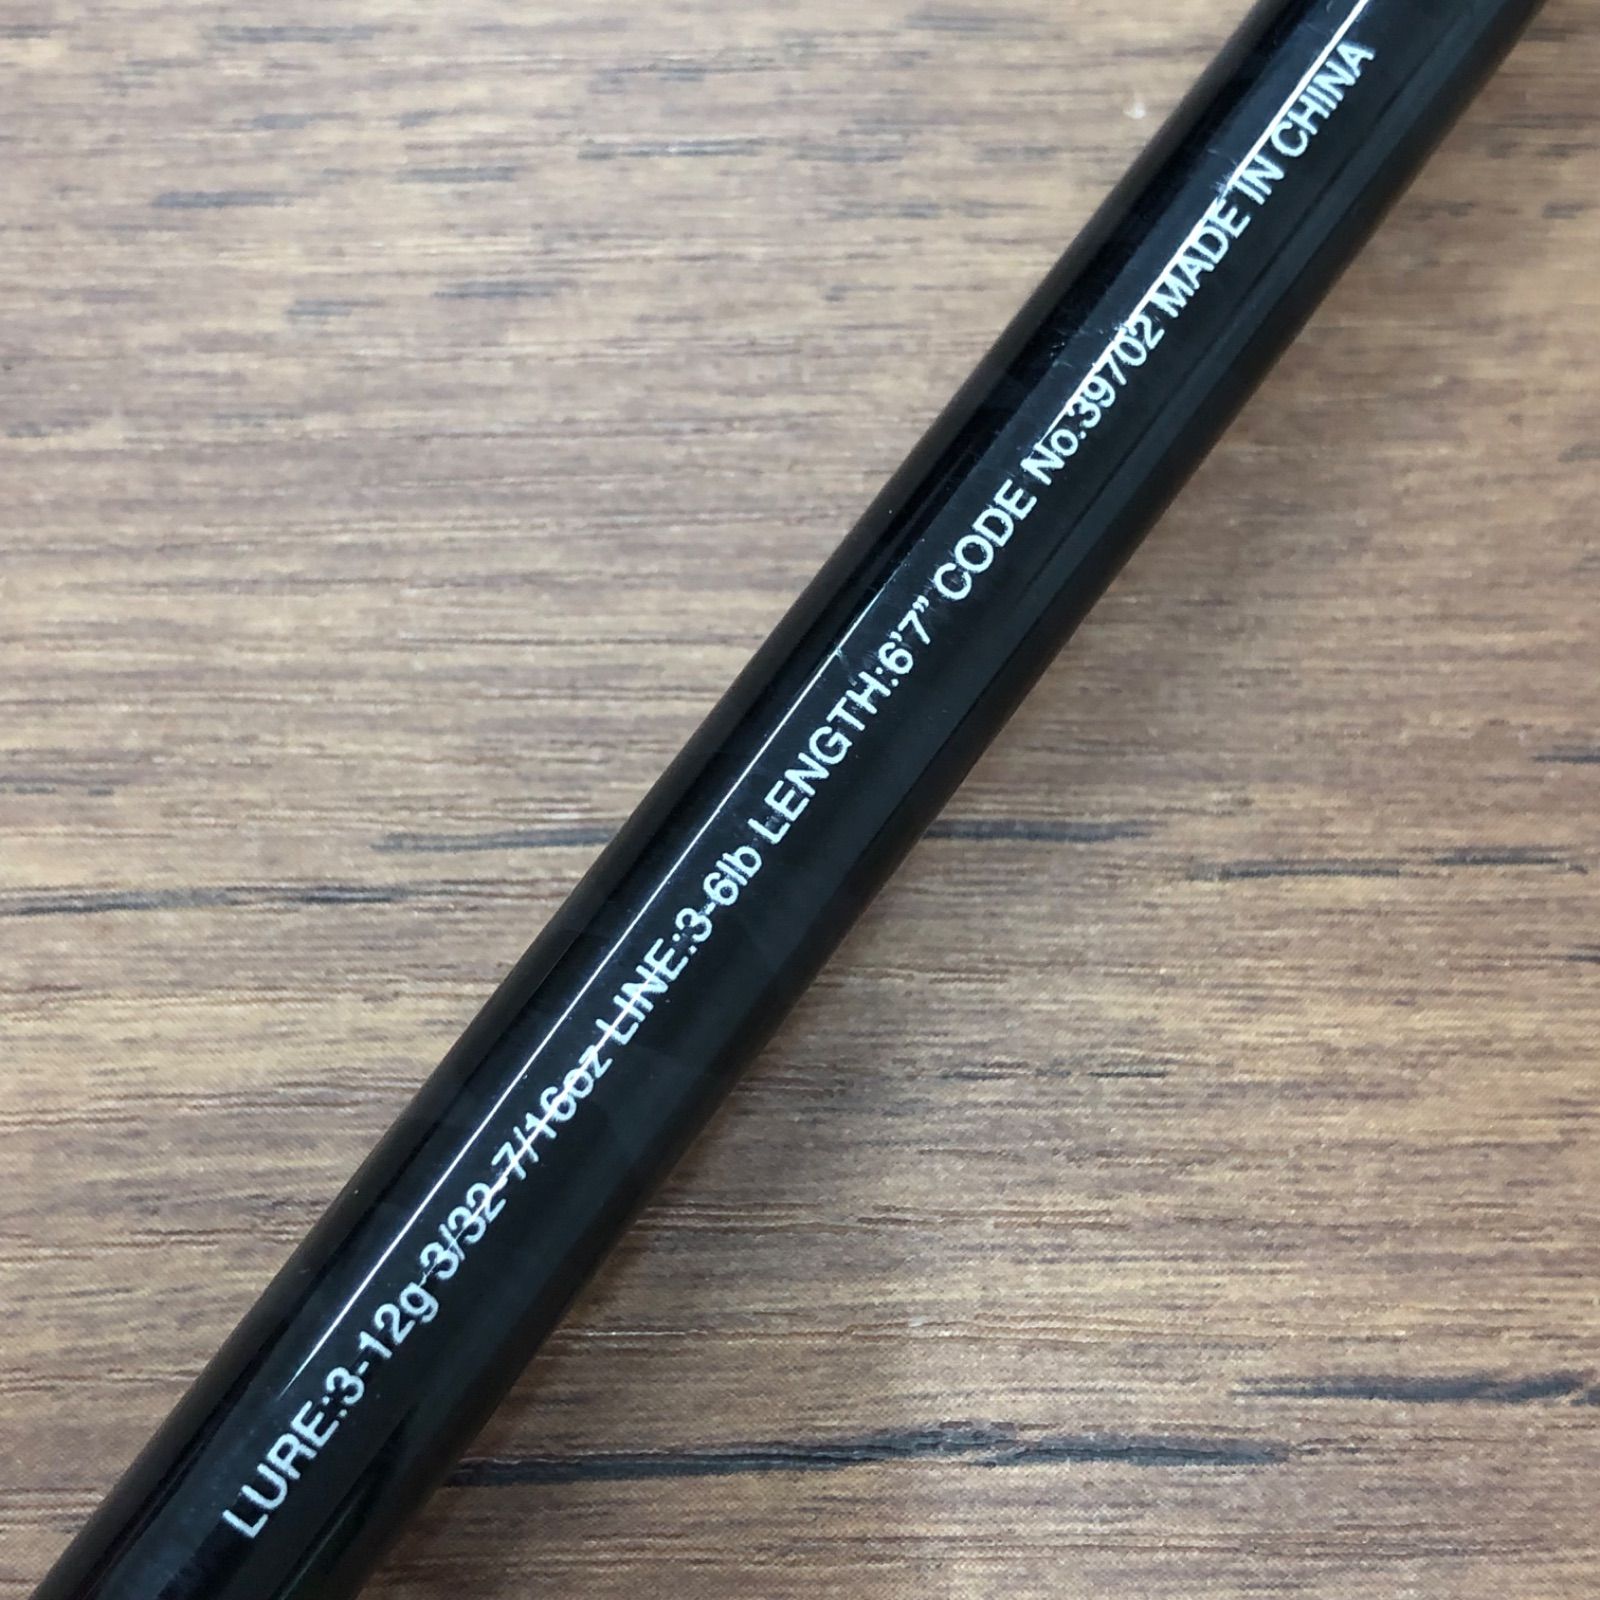 LURE:3-12g 3/32-7/16oz LINE:3-6lb LENGTH:6'7” CODE No.39702 MADE IN CHINA